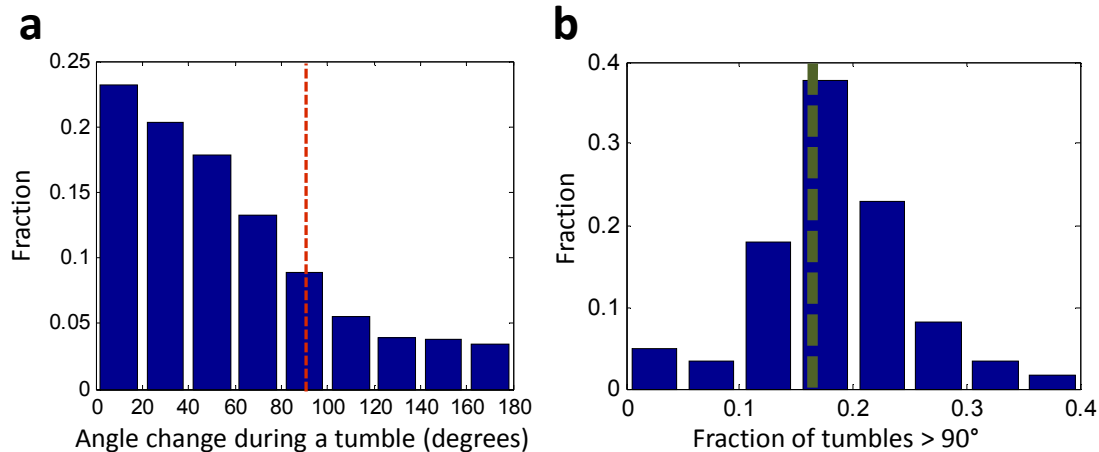 a
b
Fraction
0.25
0.2
0.15
0.1
0.05
0
0 20 40 60 80 100 120 140 160 180
Angle change during a tumble (degrees)
Fraction
0.4
0.3
0.2
0.1
0
0 0.1 0.2 0.3 0.4
Fraction of tumbles > 90°